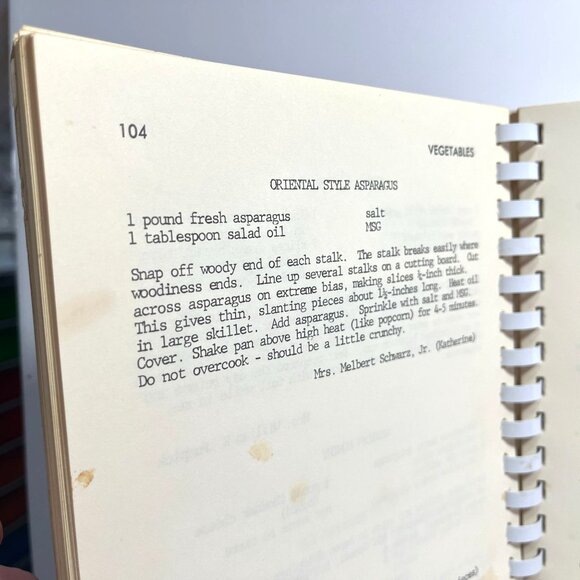 104
VEGETABLES
ORIENTAL STYLE ASPARAGUS
1 pound fresh asparagus salt
1 tablespoon salad oil MSG
Snap off woody end of each stalk. The stalk breaks easily where
woodiness ends. Line up several stalks on a cutting board. Cut
across asparagus on extreme bias, making slices ¼-inch thick.
This gives thin, slanting pieces about 1½-inches long. Heat oil
in large skillet. Add asparagus. Sprinkle with salt and MSG.
Cover. Shake pan above high heat (like popcorn) for 4-5 minutes.
Do not overcook - should be a little crunchy.
Mrs. Melbert Schwarz, Jr. (Katherine)